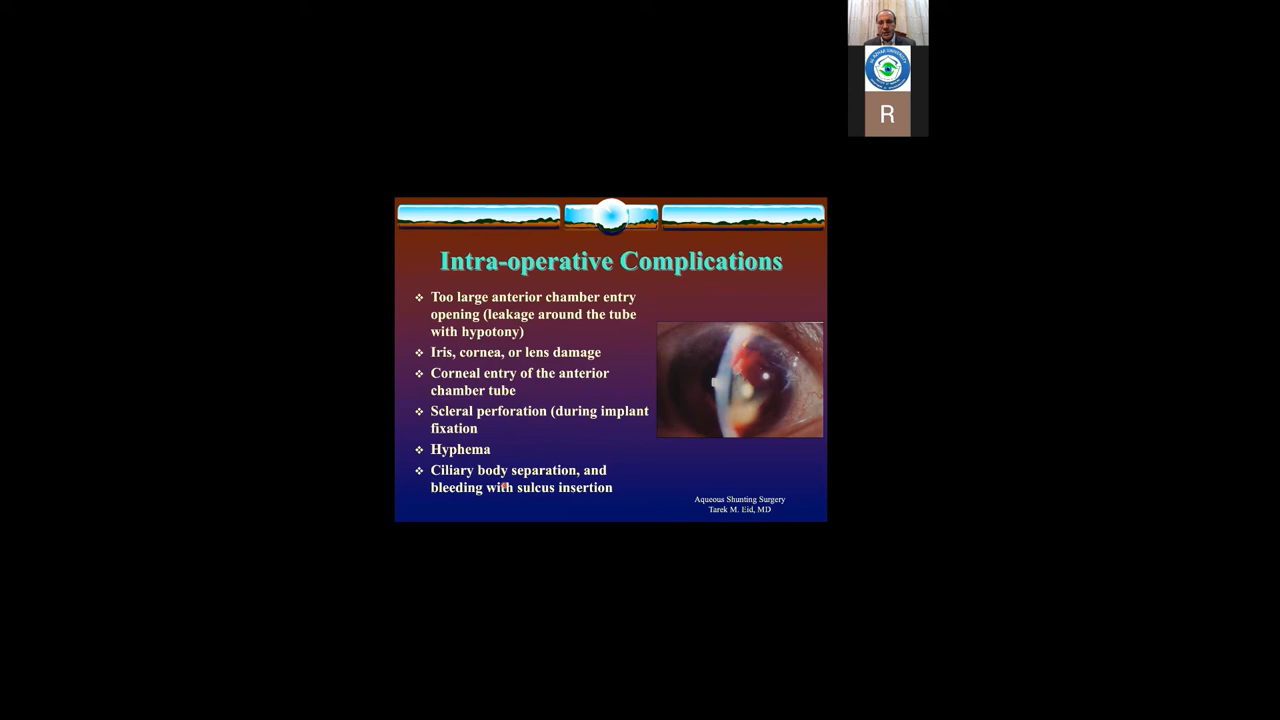 R
Intra-operative Complications
❖ Too large anterior chamber entry
opening (leakage around the tube
with hypotony)
❖ Iris, cornea, or lens damage
❖ Corneal entry of the anterior
chamber tube
❖ Scleral perforation (during implant
fixation
❖ Hyphema
❖ Ciliary body separation, and
bleeding with sulcus insertion
Aqueous Shunting Surgery
Tarek M. Eid, MD